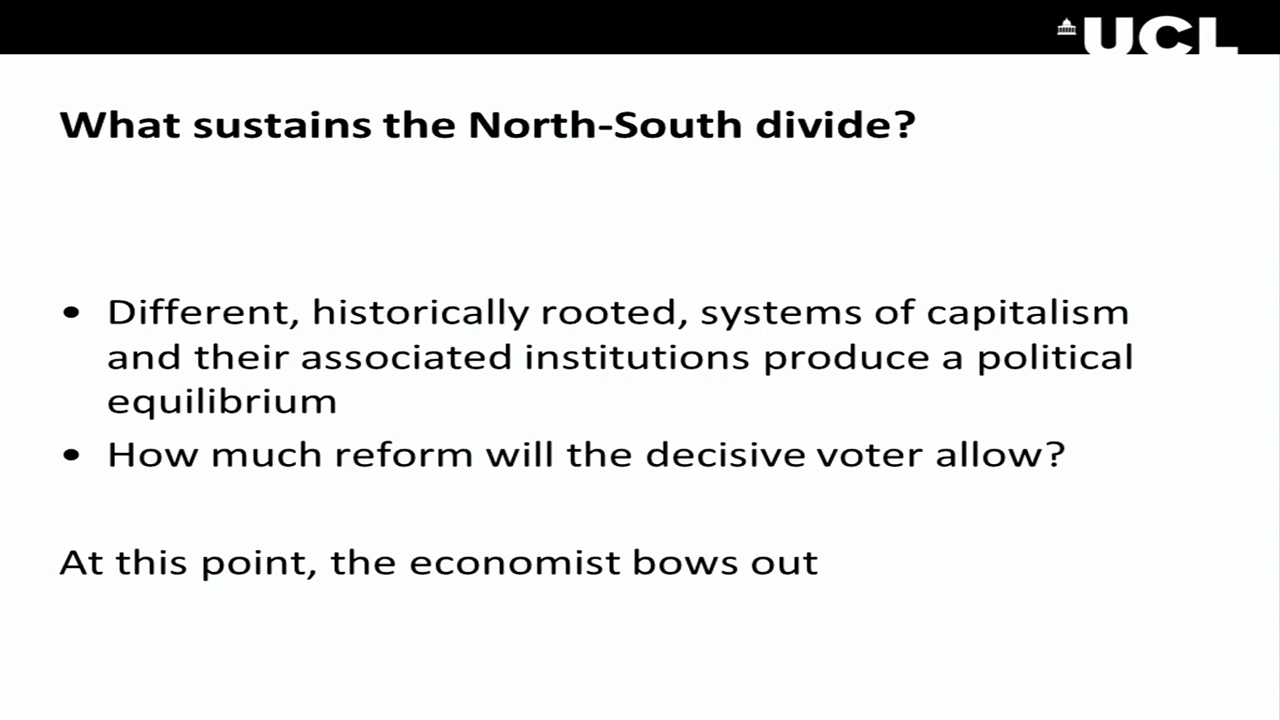 UCL
What sustains the North-South divide?
• Different, historically rooted, systems of capitalism
and their associated institutions produce a political
equilibrium
• How much reform will the decisive voter allow?
At this point, the economist bows out